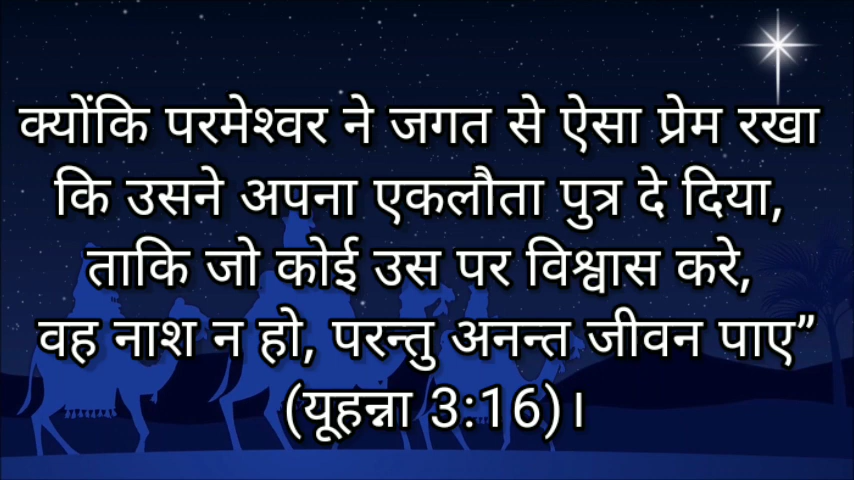 क्योंकि परमेश्वर ने जगत से ऐसा प्रेम रखा
कि उसने अपना एकलौता पुत्र दे दिया,
ताकि जो कोई उस पर विश्वास करे,
वह नाश न हो, परन्तु अनन्त जीवन पाए”
(यूहन्ना 3:16)।